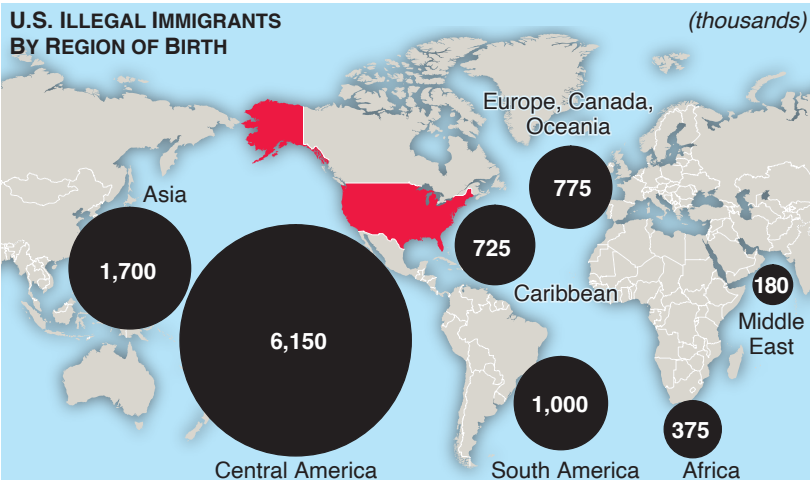 U.S. ILLEGAL IMMIGRANTS
BY REGION OF BIRTH
(thousands)
Europe, Canada,
Oceania
775
Asia
1,700
725
Caribbean
180
Middle
East
6,150
Central America
1,000
South America
375
Africa